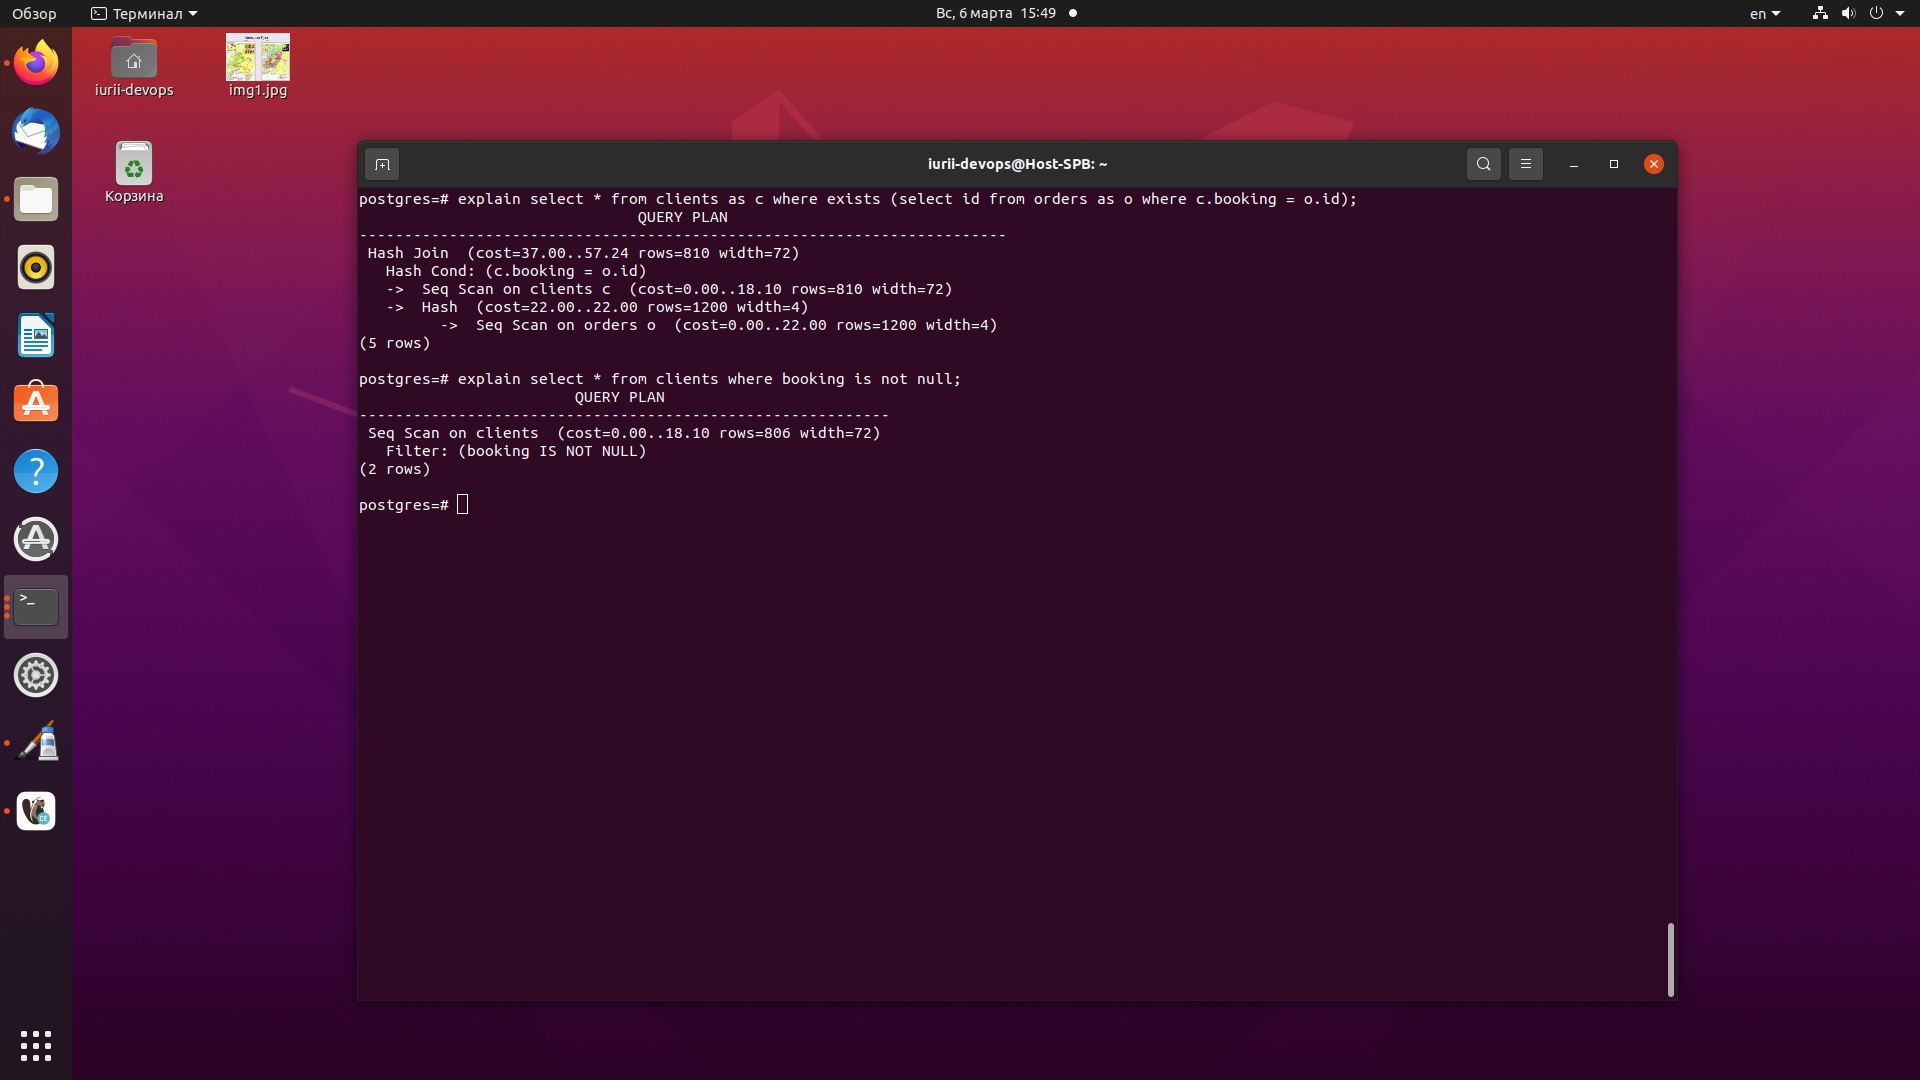 Обзор
Терминал
Вс, 6 марта 15:49
en
iurii-devops
img1.jpg
Корзина
iurii-devops@Host-SPB: ~
postgres=# explain select * from clients as c where exists (select id from orders as o where c.booking = o.id);
                               QUERY PLAN
------------------------------------------------------------------------
 Hash Join  (cost=37.00..57.24 rows=810 width=72)
   Hash Cond: (c.booking = o.id)
   ->  Seq Scan on clients c  (cost=0.00..18.10 rows=810 width=72)
   ->  Hash  (cost=22.00..22.00 rows=1200 width=4)
         ->  Seq Scan on orders o  (cost=0.00..22.00 rows=1200 width=4)
(5 rows)
postgres=# explain select * from clients where booking is not null;
                        QUERY PLAN
-----------------------------------------------------------
 Seq Scan on clients  (cost=0.00..18.10 rows=806 width=72)
   Filter: (booking IS NOT NULL)
(2 rows)
postgres=#